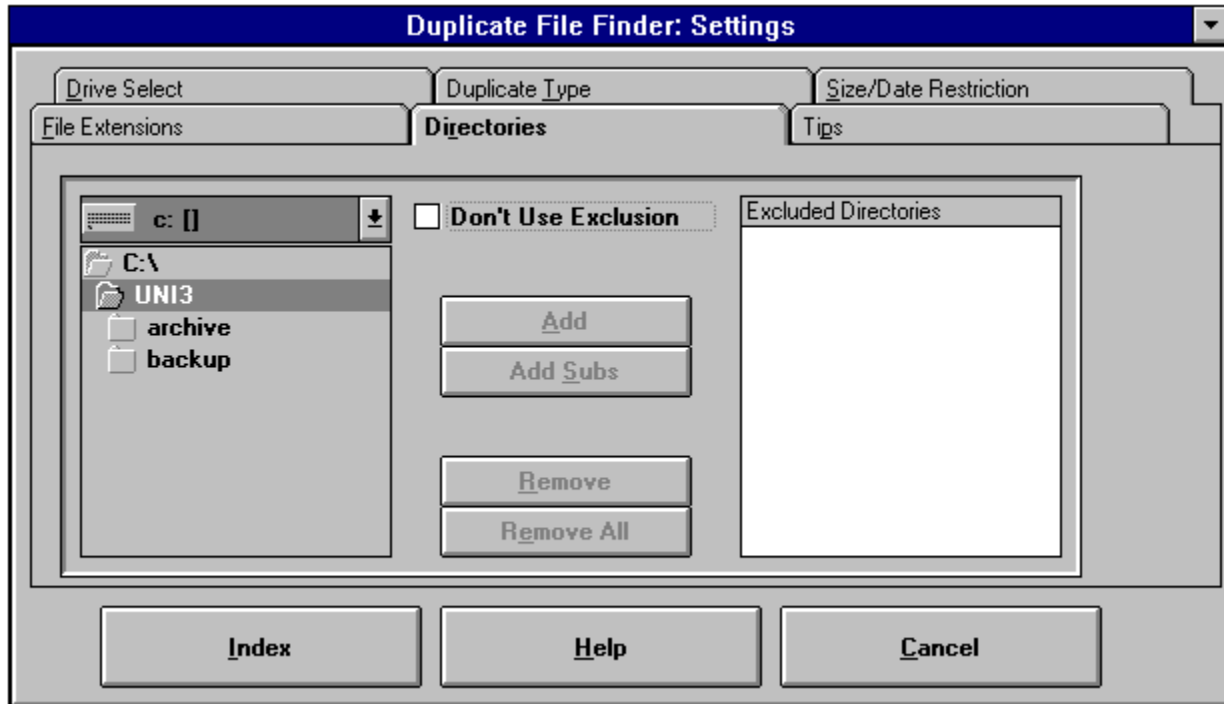 Duplicate File Finder: Settings
Drive Select
Duplicate Type
Size/Date Restriction
File Extensions
Directories
Tips
c: []
C:\
UNI3
archive
backup
Don't Use Exclusion
Add
Add Subs
Remove
Remove All
Excluded Directories
Index
Help
Cancel